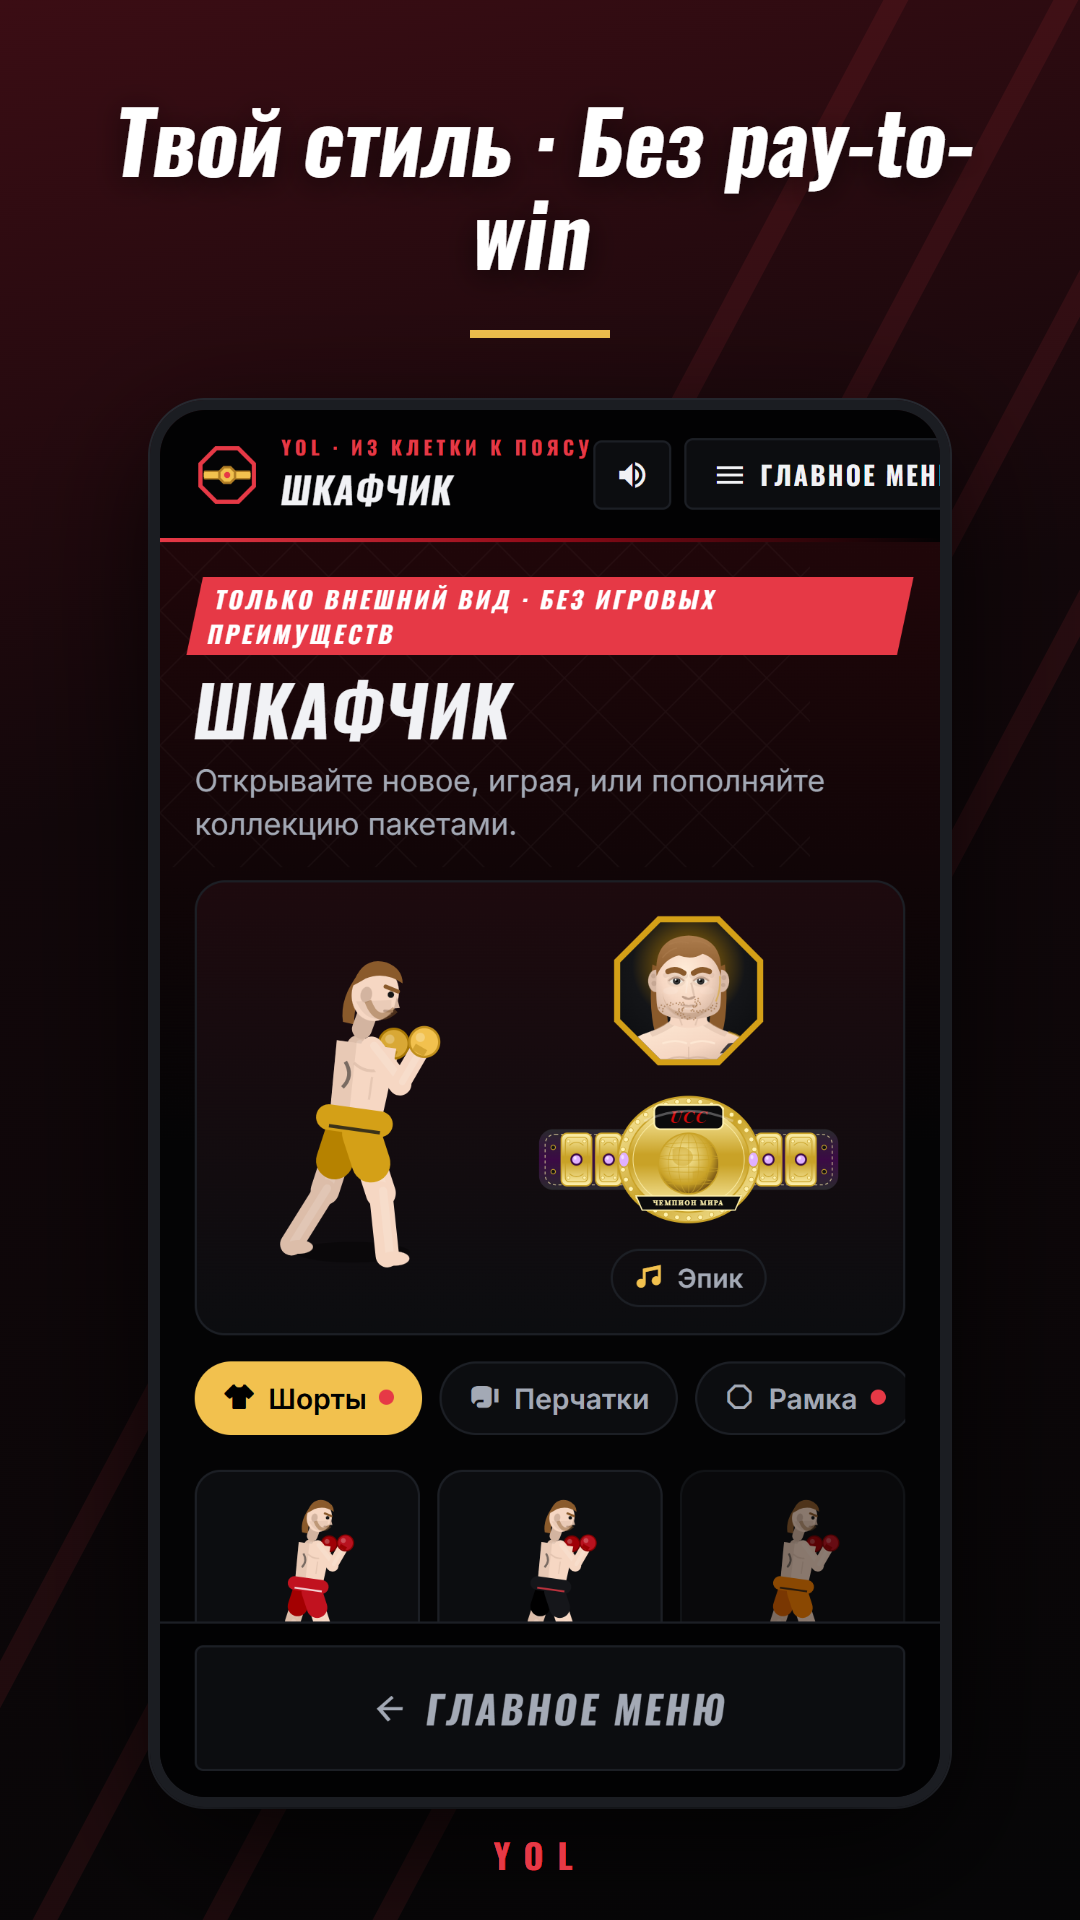 Твой стиль · Без pay-to-
win
YOL · ИЗ КЛЕТКИ К ПОЯСУ
ШКАФЧИК
ГЛАВНОЕ МЕН
ТОЛЬКО ВНЕШНИЙ ВИД · БЕЗ ИГРОВЫХ
ПРЕИМУЩЕСТВ
ШКАФЧИК
Открывайте новое, играя, или пополняйте
коллекцию пакетами.
UCC
ЧЕМПИОН МИРА
Эпик
Шорты
Перчатки
Рамка
← ГЛАВНОЕ МЕНЮ
YOL